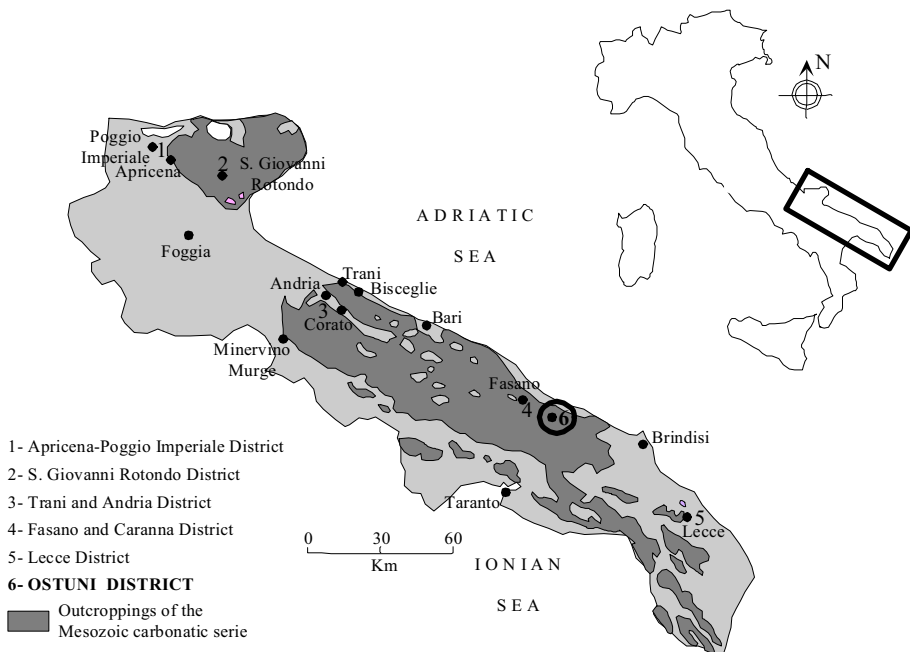 N
Poggio
Imperiale
1
Apricena
2
S. Giovanni
Rotondo
ADRIATIC
SEA
Foggia
Trani
Andria
Bisceglie
3
Corato
Bari
Minervino
Murge
Fasano
4
6
Brindisi
Taranto
5
Lecce
1- Apricena-Poggio Imperiale District
2- S. Giovanni Rotondo District
3- Trani and Andria District
4- Fasano and Caranna District
5- Lecce District
6- OSTUNI DISTRICT
Outcroppings of the
Mesozoic carbonatic serie
0 30 60
Km
IONIAN
SEA